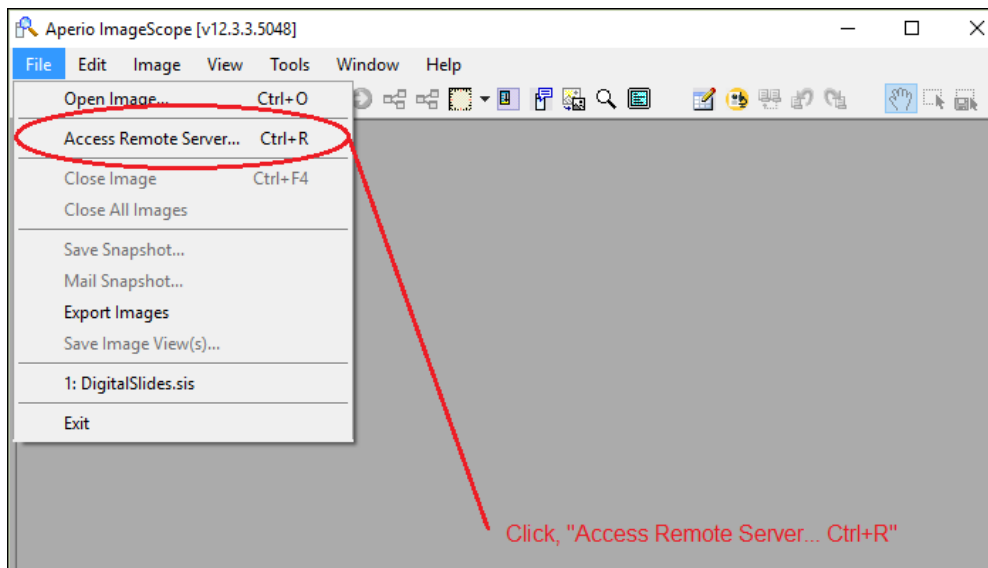 Aperio ImageScope [v12.3.3.5048]
File Edit Image View Tools Window Help
Open Image... Ctrl+O
Access Remote Server... Ctrl+R
Close Image Ctrl+F4
Close All Images
Save Snapshot...
Mail Snapshot...
Export Images
Save Image View(s)...
1: DigitalSlides.sis
Exit
Click, "Access Remote Server... Ctrl+R"